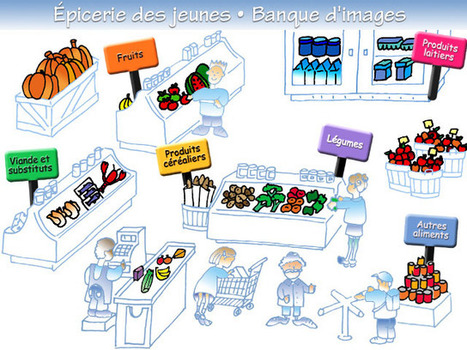 Épicerie des jeunes • Banque d'images
Fruits
Produits
laitiers
Viande et
substituts
Produits
céréaliers
Légumes
Autres
aliments